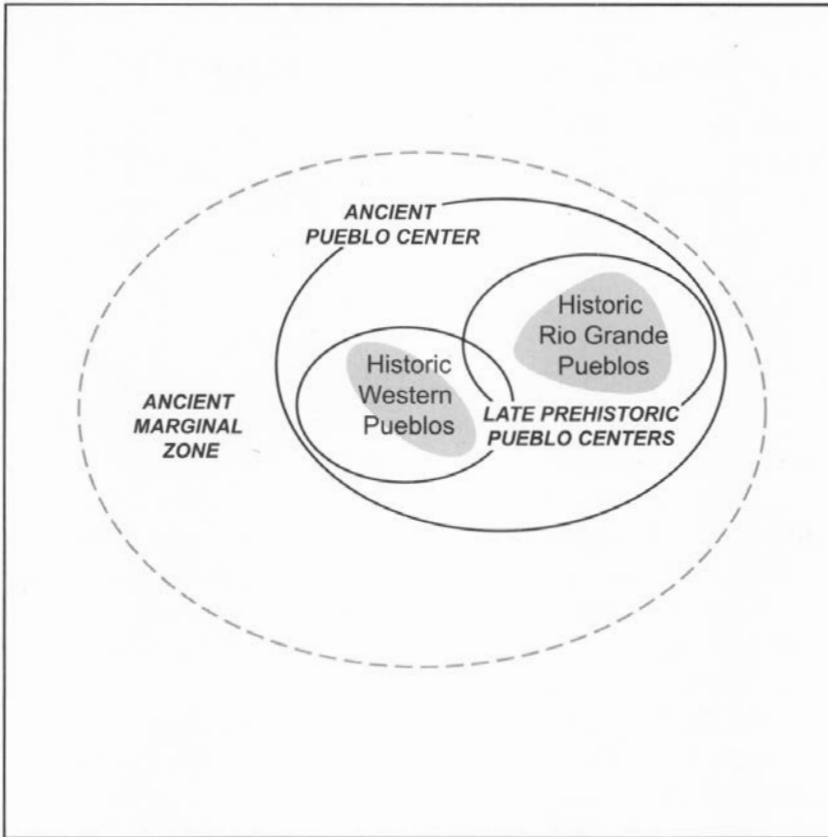 ANCIENT
PUEBLO CENTER
Historic
Rio Grande
Pueblos
Historic
Western
Pueblos
ANCIENT
MARGINAL
ZONE
LATE PREHISTORIC
PUEBLO CENTERS